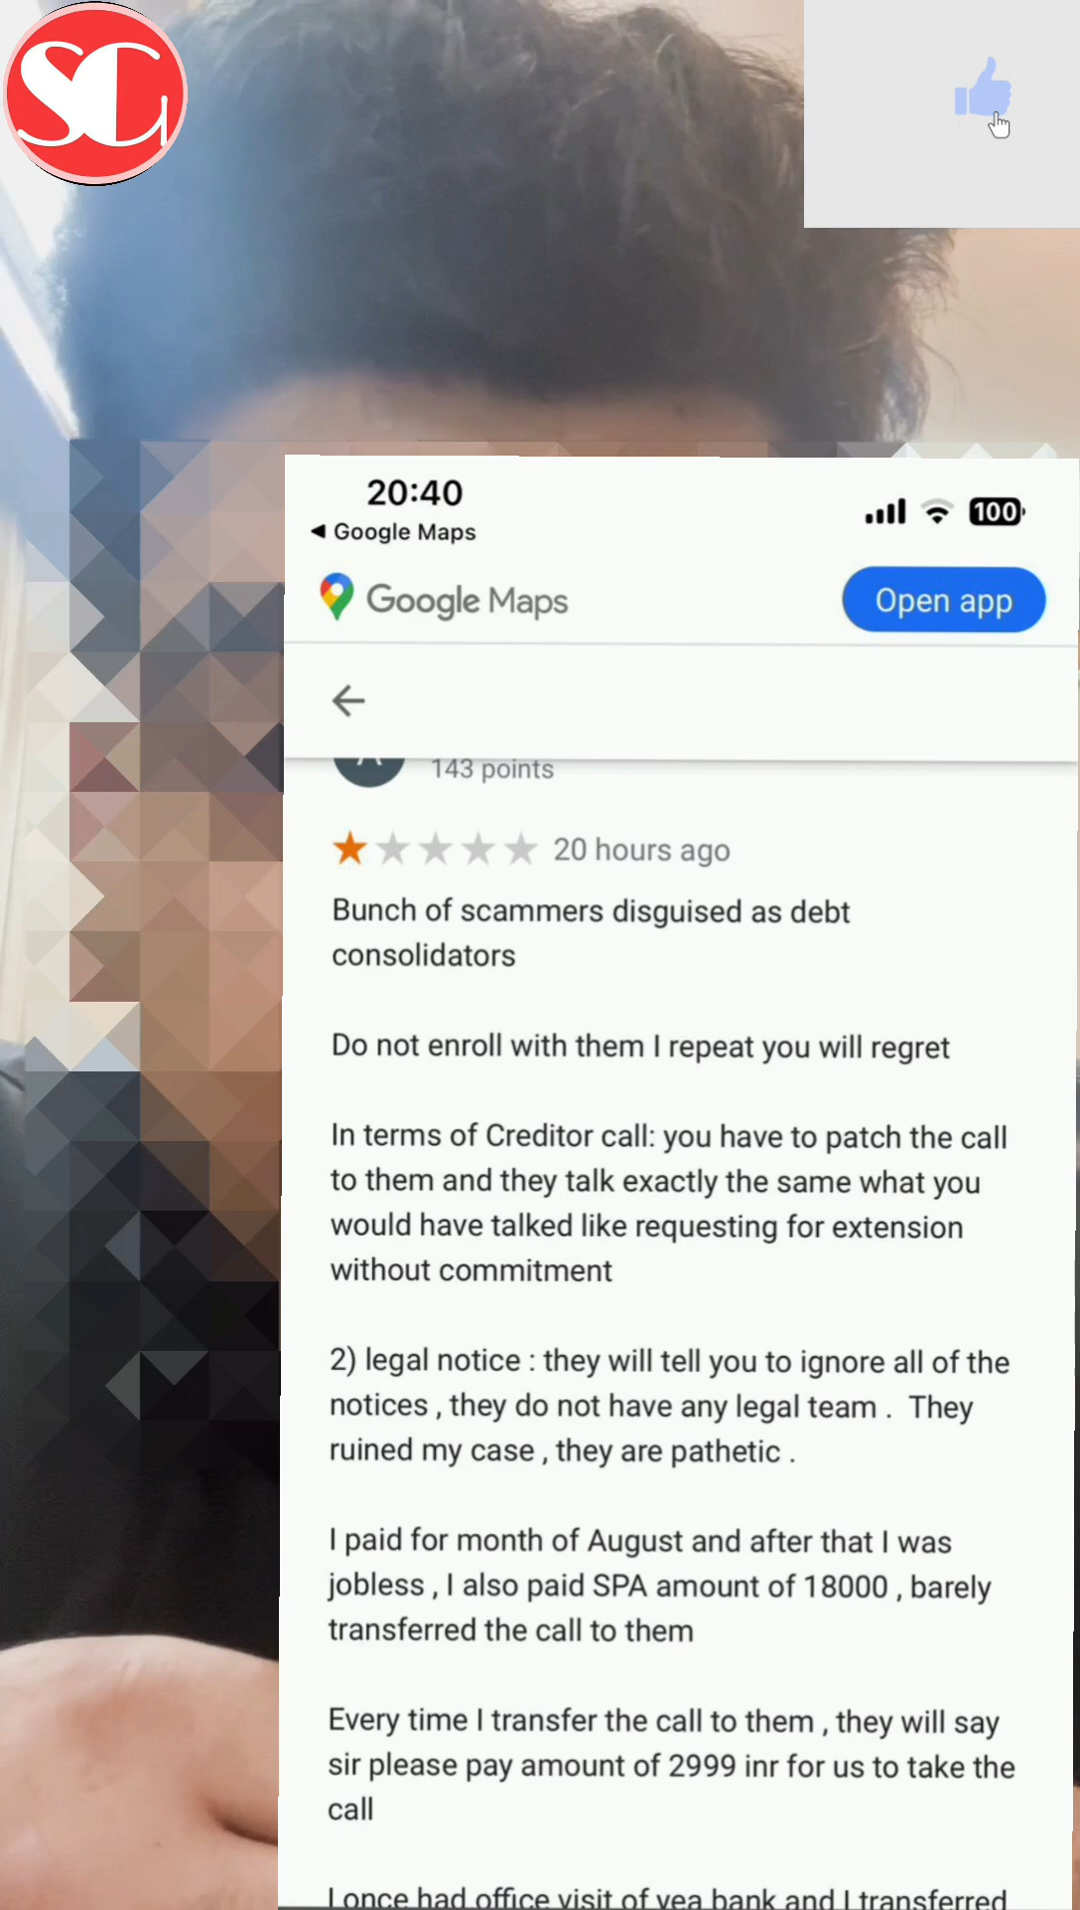 SG
20:40
100
◀ Google Maps
Google Maps
Open app
143 points
20 hours ago
Bunch of scammers disguised as debt
consolidators
Do not enroll with them I repeat you will regret
In terms of Creditor call: you have to patch the call
to them and they talk exactly the same what you
would have talked like requesting for extension
without commitment
2) legal notice : they will tell you to ignore all of the
notices , they do not have any legal team .  They
ruined my case , they are pathetic .
I paid for month of August and after that I was
jobless , I also paid SPA amount of 18000 , barely
transferred the call to them
Every time I transfer the call to them , they will say
sir please pay amount of 2999 inr for us to take the
call
I once had office visit of yea bank and I transferred